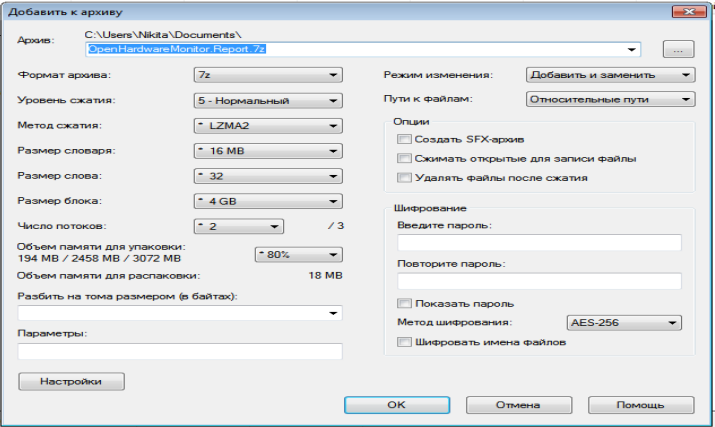 Добавить к архиву
Архив:
C:\Users\Nikita\Documents\
OpenHardwareMonitor.Report.7z
...
Формат архива: 7z
Уровень сжатия: 5 - Нормальный
Метод сжатия: * LZMA2
Размер словаря: * 16 MB
Размер слова: * 32
Размер блока: * 4 GB
Число потоков: * 2 / 3
Объем памяти для упаковки:
194 MB / 2458 MB / 3072 MB * 80%
Объем памяти для распаковки: 18 MB
Разбить на тома размером (в байтах):
Параметры:
Настройки
Режим изменения: Добавить и заменить
Пути к файлам: Относительные пути
Опции
Создать SFX-архив
Сжимать открытые для записи файлы
Удалять файлы после сжатия
Шифрование
Введите пароль:
Повторите пароль:
Показать пароль
Метод шифрования: AES-256
Шифровать имена файлов
OK Отмена Помощь